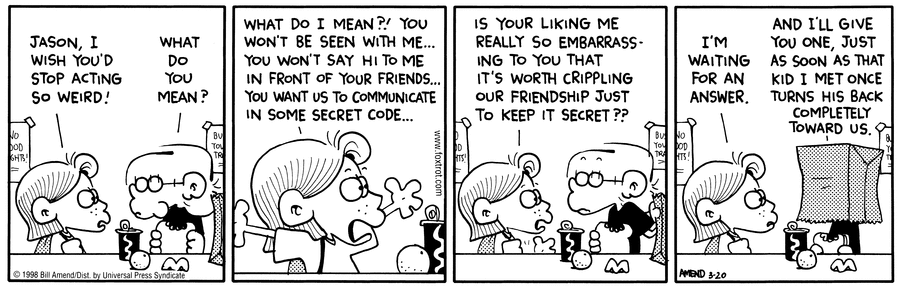 JASON, I
WISH YOU'D
STOP ACTING
SO WEIRD!
WHAT
DO
YOU
MEAN?
© 1998 Bill Amend/Dist. by Universal Press Syndicate
WHAT DO I MEAN?! YOU
WON'T BE SEEN WITH ME...
YOU WON'T SAY HI TO ME
IN FRONT OF YOUR FRIENDS...
YOU WANT US TO COMMUNICATE
IN SOME SECRET CODE...
www.foxtrot.com
IS YOUR LIKING ME
REALLY SO EMBARRASS-
ING TO YOU THAT
IT'S WORTH CRIPPLING
OUR FRIENDSHIP JUST
TO KEEP IT SECRET??
I'M
WAITING
FOR AN
ANSWER.
AND I'LL GIVE
YOU ONE, JUST
AS SOON AS THAT
KID I MET ONCE
TURNS HIS BACK
COMPLETELY
TOWARD US.
AMEND 3-20